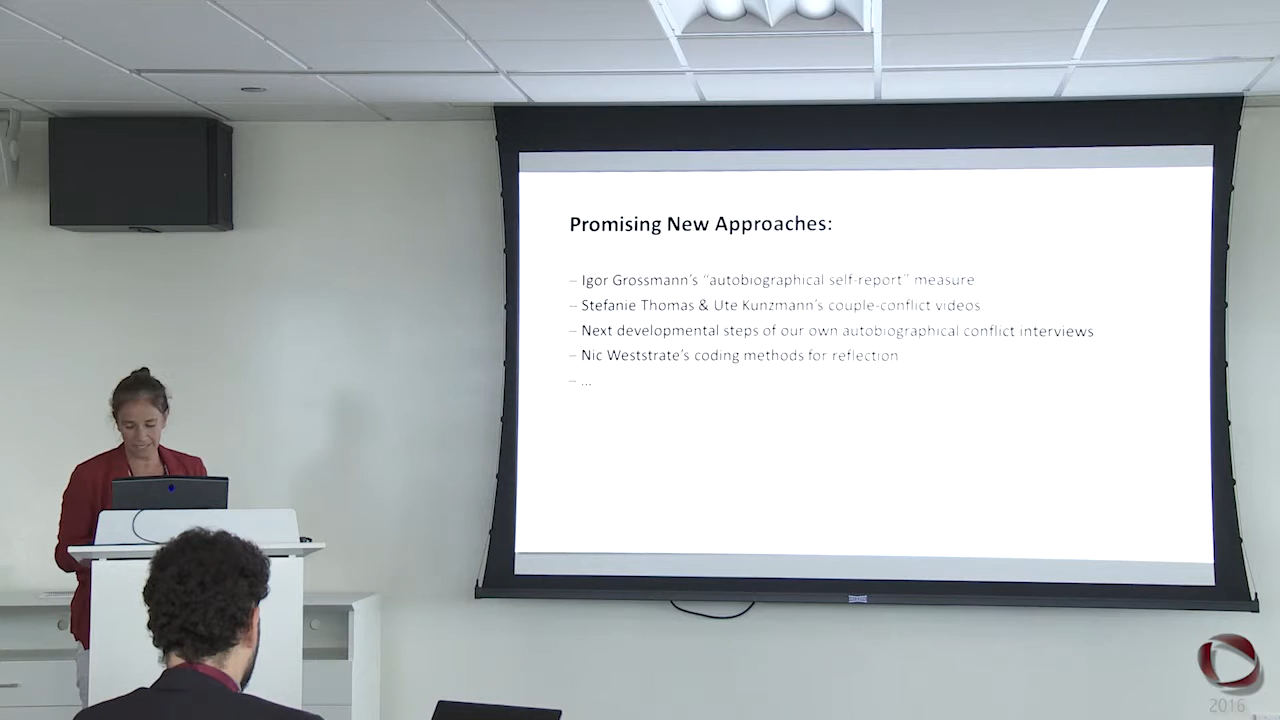 Promising New Approaches:
– Igor Grossmann's “autobiographical self-report” measure
– Stefanie Thomas & Ute Kunzmann's couple-conflict videos
– Next developmental steps of our own autobiographical conflict interviews
– Nic Weststrate's coding methods for reflection
– ...
2016